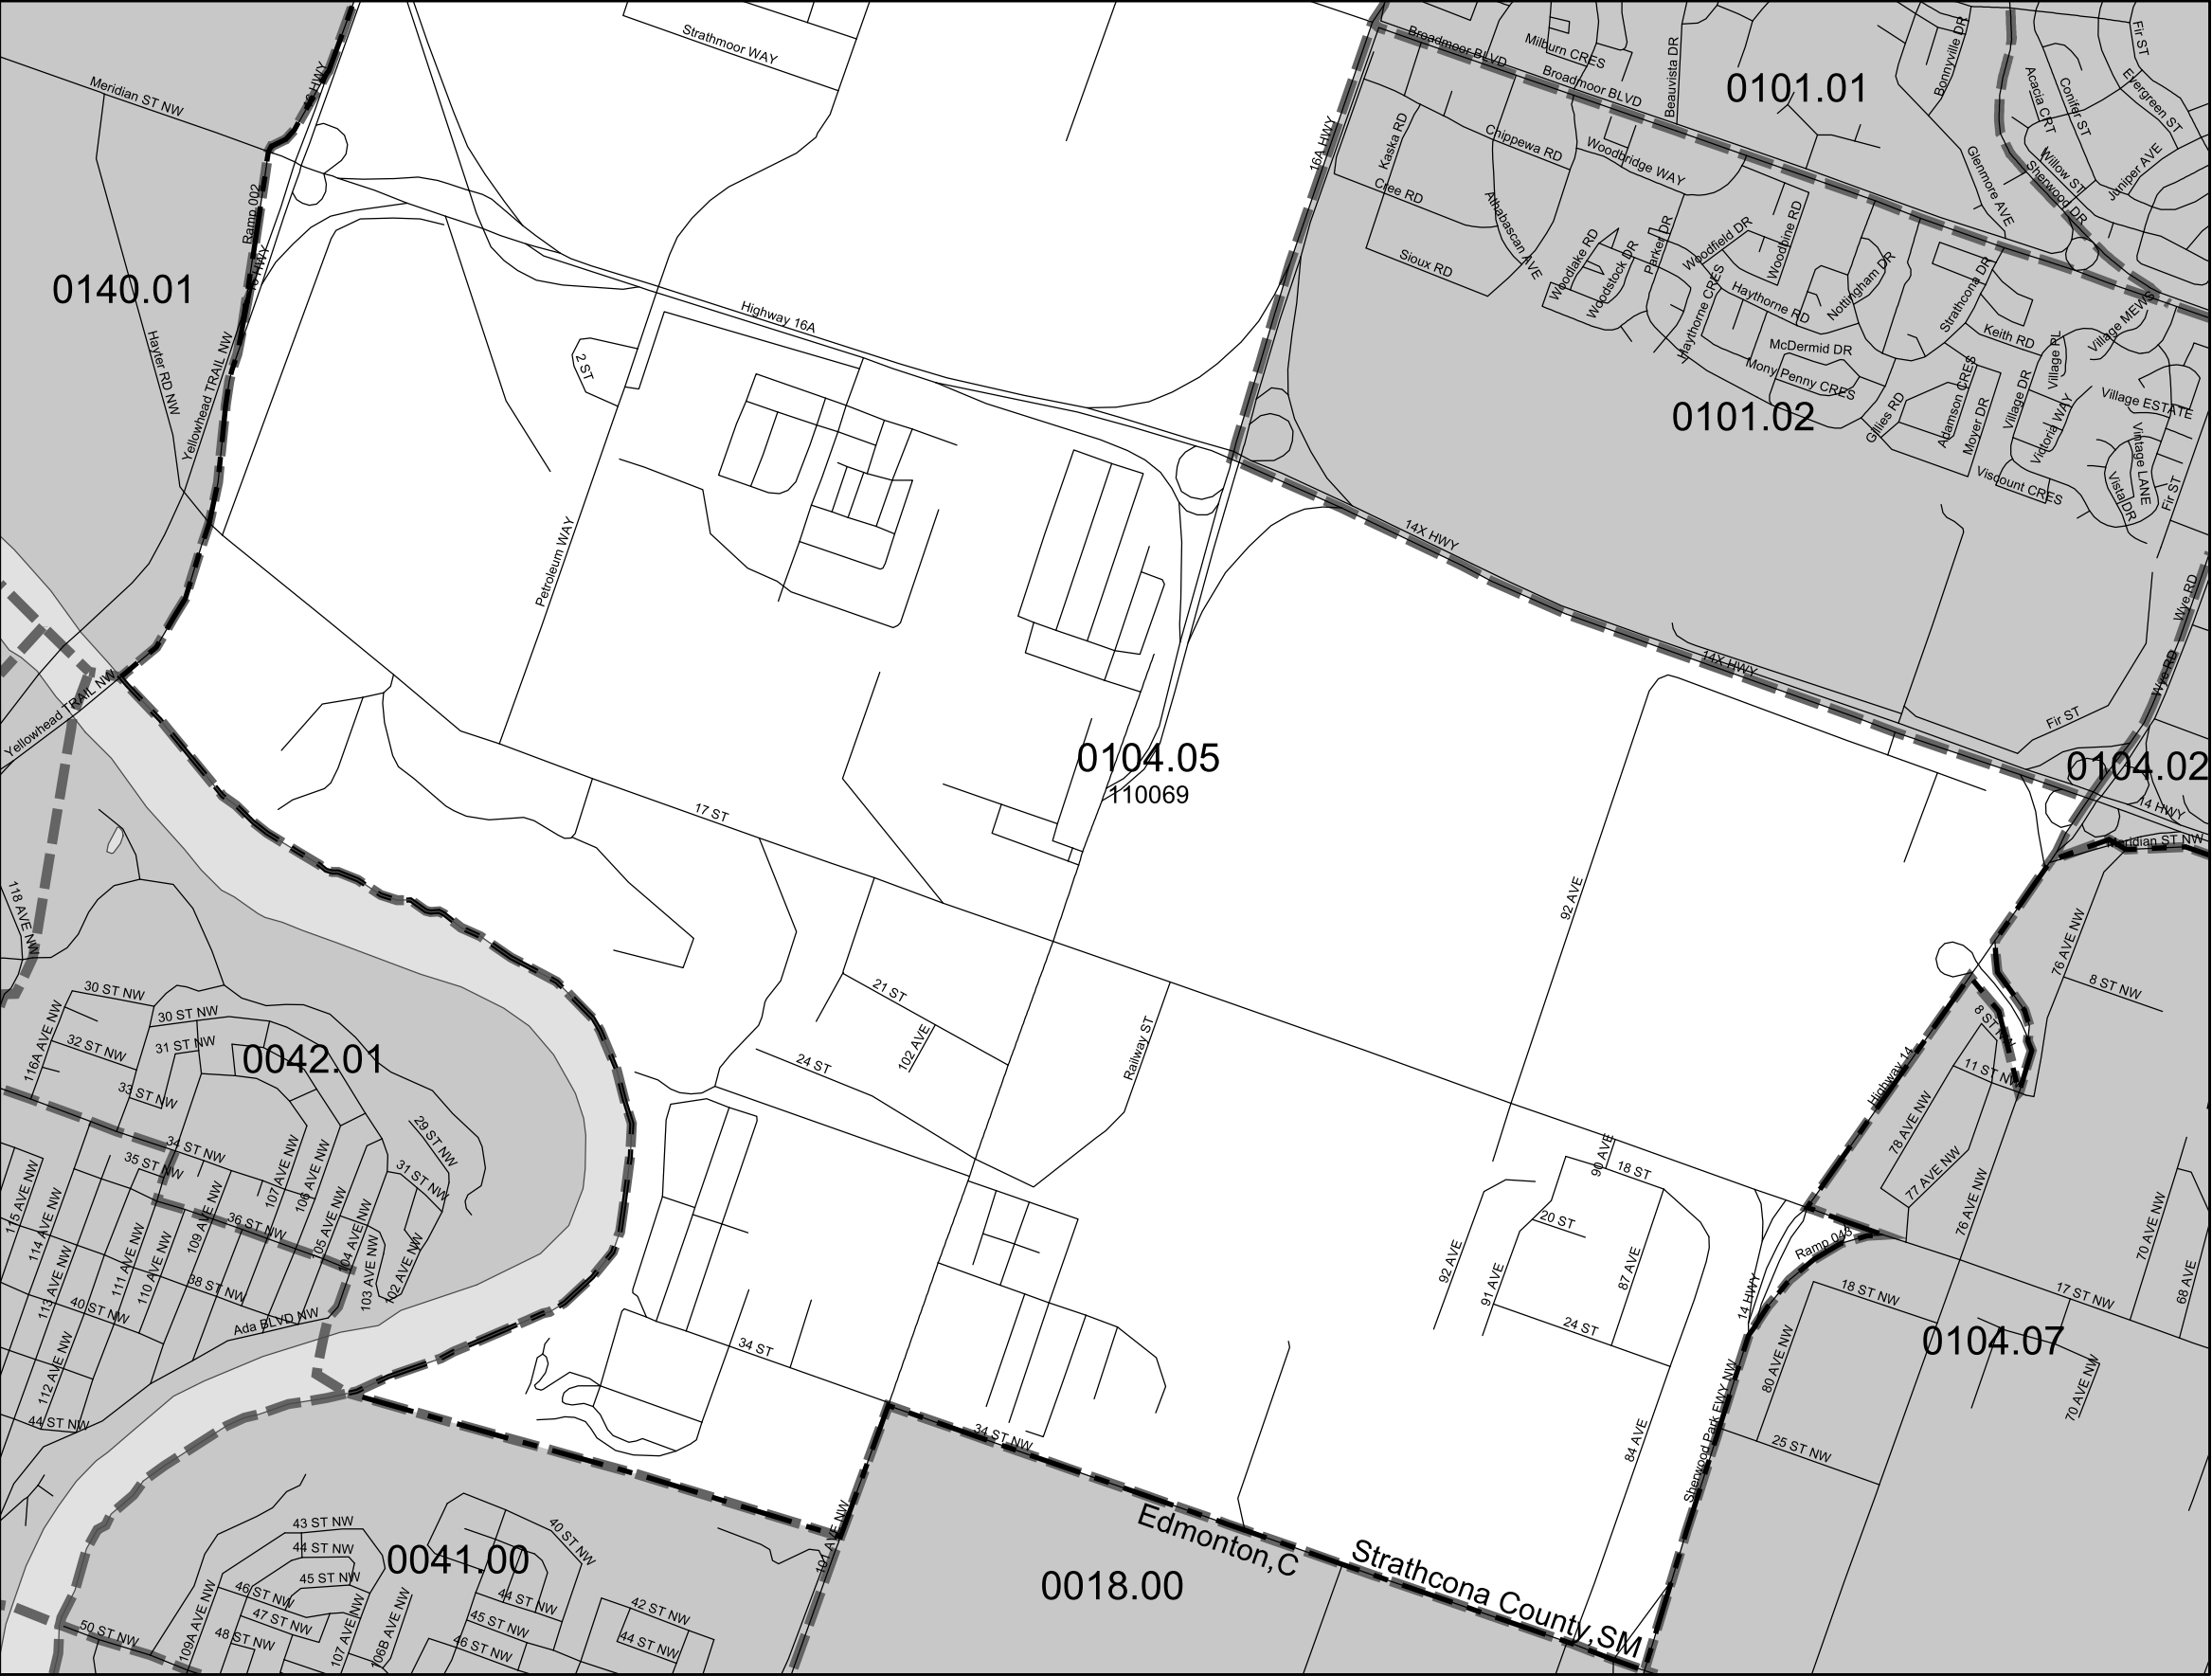 Strathmoor WAY
Meridian ST NW
16 HWY
Broadmoor BLVD
Milburn CRES
Broadmoor BLVD
Beauvista DR
0101.01
Bonnyville DR
Fir ST
Evergreen ST
Acacia CRT
Conifer ST
Willow ST
Juniper AVE
Sherwood DR
Glenmore AVE
16A HWY
Kaska RD
Chippewa RD
Woodbridge WAY
Cree RD
Athabascan AVE
Sioux RD
Woodlake RD
Woodstock DR
Parker DR
Woodfield DR
Woodbine RD
Haythorne CRES
Haythorne RD
Nottingham DR
Strathcona DR
Keith RD
Village MEWS
McDermid DR
Mony Penny CRES
Village PL
Village DR
Victoria WAY
Village ESTATE
Gillies RD
Adamson CRES
Moyer DR
Viscount CRES
Vintage LANE
Vista DR
Fir ST
0101.02
Ramp 002
16 HWY
0140.01
Hayter RD NW
Yellowhead TRAIL NW
Highway 16A
2 ST
Petroleum WAY
14X HWY
14X HWY
Wye RD
Wye RD
Fir ST
0104.02
14 HWY
Meridian ST NW
Yellowhead TRAIL NW
0104.05
110069
17 ST
92 AVE
118 AVE NW
76 AVE NW
8 ST NW
21 ST
102 AVE
24 ST
Railway ST
30 ST NW
30 ST NW
116A AVE NW
32 ST NW
31 ST NW
0042.01
33 ST NW
34 ST NW
35 ST NW
29 ST NW
31 ST NW
107 AVE NW
106 AVE NW
115 AVE NW
114 AVE NW
113 AVE NW
111 AVE NW
110 AVE NW
109 AVE NW
36 ST NW
105 AVE NW
104 AVE NW
103 AVE NW
102 AVE NW
38 ST NW
40 ST NW
Ada BLVD NW
112 AVE NW
44 ST NW
8 ST NW
11 ST NW
Highway 14
78 AVE NW
77 AVE NW
76 AVE NW
70 AVE NW
68 AVE
90 AVE
18 ST
20 ST
92 AVE
91 AVE
87 AVE
24 ST
84 AVE
14 HWY
Ramp 043
18 ST NW
17 ST NW
0104.07
80 AVE NW
70 AVE NW
25 ST NW
Sherwood Park FWY NW
34 ST
34 ST NW
101 AVE NW
Edmonton,C
Strathcona County,SM
0018.00
0041.00
43 ST NW
44 ST NW
45 ST NW
46 ST NW
47 ST NW
48 ST NW
50 ST NW
109A AVE NW
107 AVE NW
106B AVE NW
40 ST NW
44 ST NW
45 ST NW
46 ST NW
42 ST NW
44 ST NW